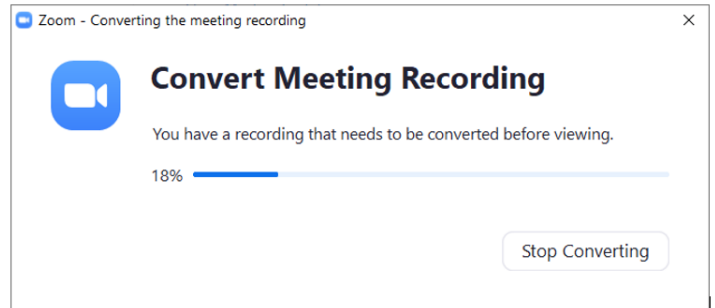 Zoom - Converting the meeting recording
Convert Meeting Recording
You have a recording that needs to be converted before viewing.
18%
Stop Converting